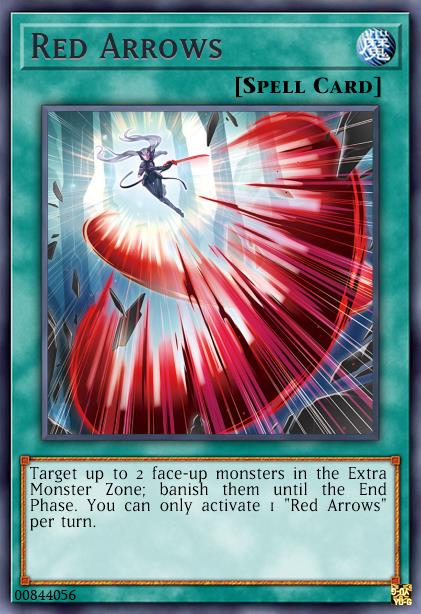 RED ARROWS
魔
[SPELL CARD]
Target up to 2 face-up monsters in the Extra
Monster Zone; banish them until the End
Phase. You can only activate 1 "Red Arrows"
per turn.
00844056